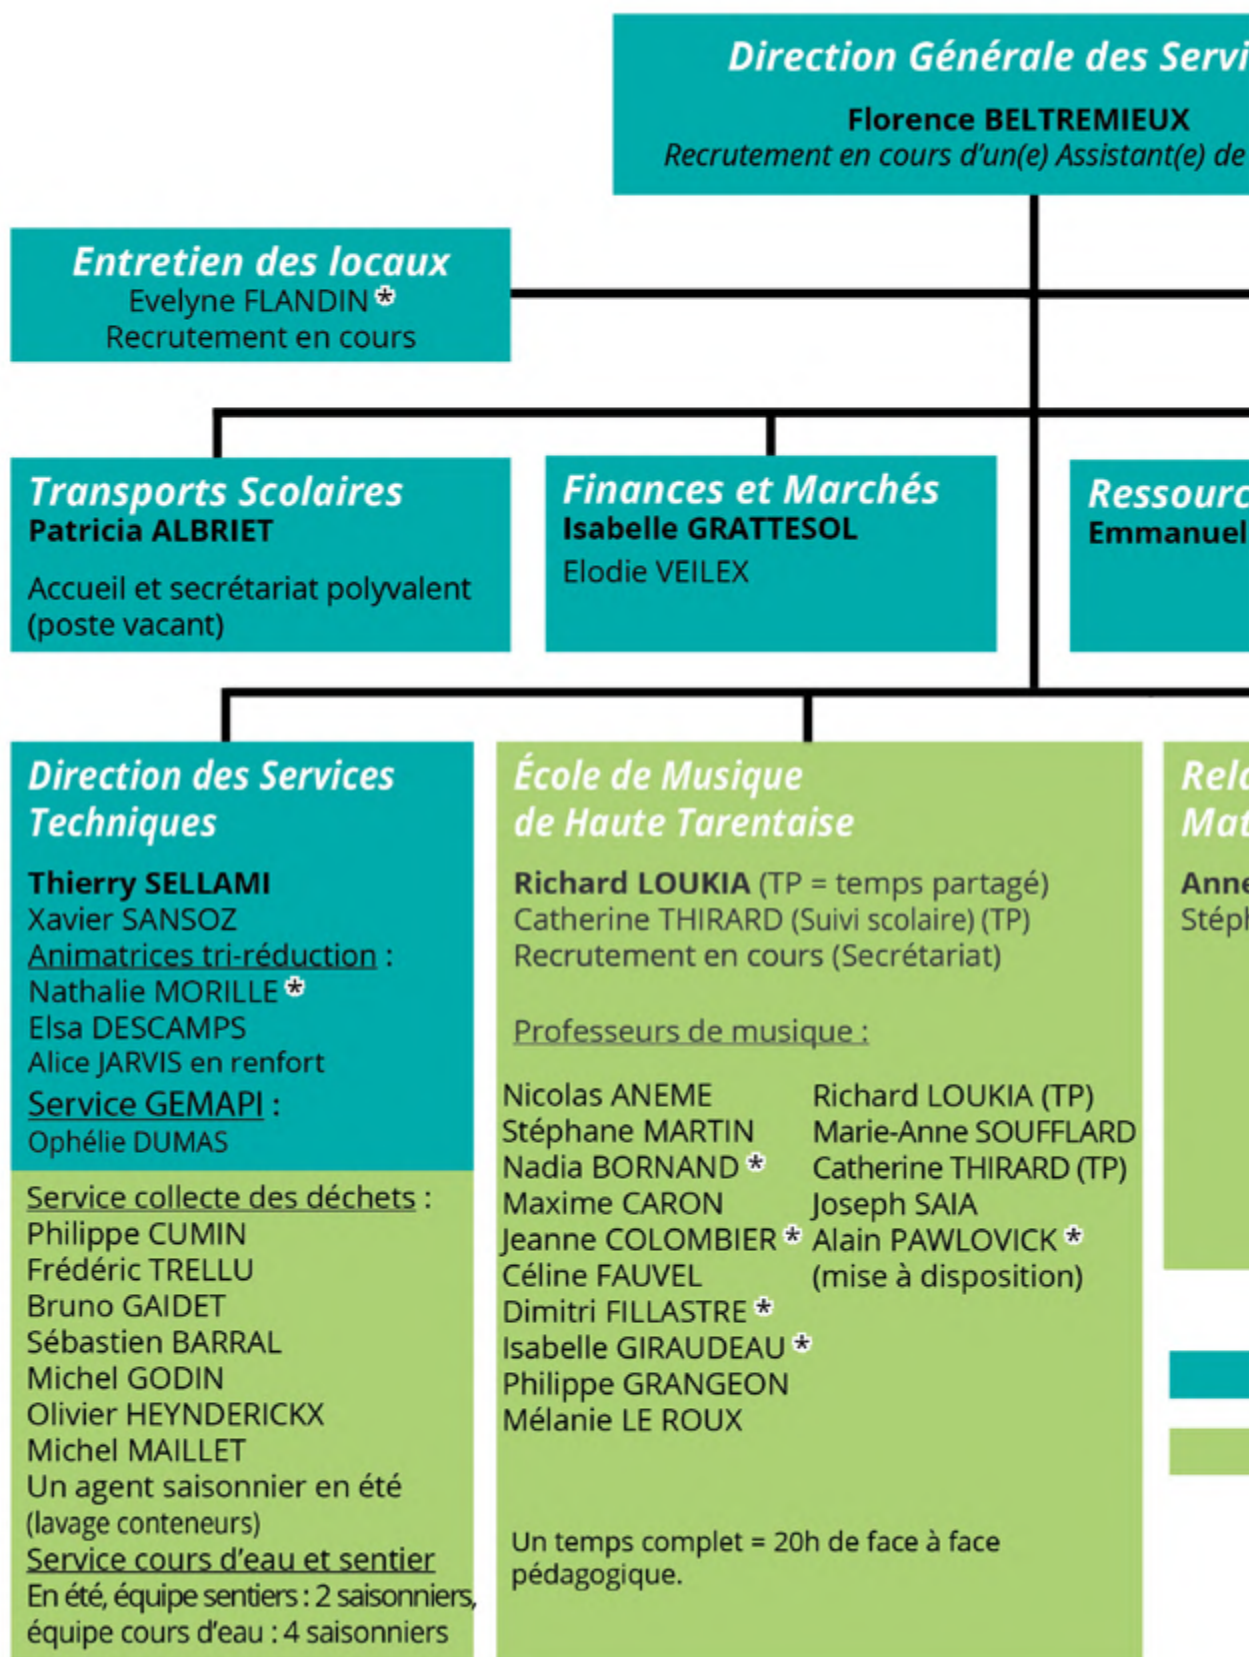 Direction Générale des Servi
Florence BELTREMIEUX
Recrutement en cours d'un(e) Assistant(e) de
Entretien des locaux
Evelyne FLANDIN *
Recrutement en cours
Transports Scolaires
Patricia ALBRIET
Accueil et secrétariat polyvalent
(poste vacant)
Finances et Marchés
Isabelle GRATTESOL
Elodie VEILEX
Ressourc
Emmanuel
Direction des Services
Techniques
Thierry SELLAMI
Xavier SANSOZ
Animatrices tri-réduction :
Nathalie MORILLE *
Elsa DESCAMPS
Alice JARVIS en renfort
Service GEMAPI :
Ophélie DUMAS
Service collecte des déchets :
Philippe CUMIN
Frédéric TRELLU
Bruno GAIDET
Sébastien BARRAL
Michel GODIN
Olivier HEYNDERICKX
Michel MAILLET
Un agent saisonnier en été
(lavage conteneurs)
Service cours d'eau et sentier
En été, équipe sentiers : 2 saisonniers,
équipe cours d'eau : 4 saisonniers
École de Musique
de Haute Tarentaise
Richard LOUKIA (TP = temps partagé)
Catherine THIRARD (Suivi scolaire) (TP)
Recrutement en cours (Secrétariat)
Professeurs de musique :
Nicolas ANEME
Stéphane MARTIN
Nadia BORNAND *
Maxime CARON
Jeanne COLOMBIER *
Céline FAUVEL
Dimitri FILLASTRE *
Isabelle GIRAUDEAU *
Philippe GRANGEON
Mélanie LE ROUX
Richard LOUKIA (TP)
Marie-Anne SOUFFLARD
Catherine THIRARD (TP)
Joseph SAIA
Alain PAWLOVICK *
(mise à disposition)
Un temps complet = 20h de face à face
pédagogique.
Rela
Mat
Anne
Stéph